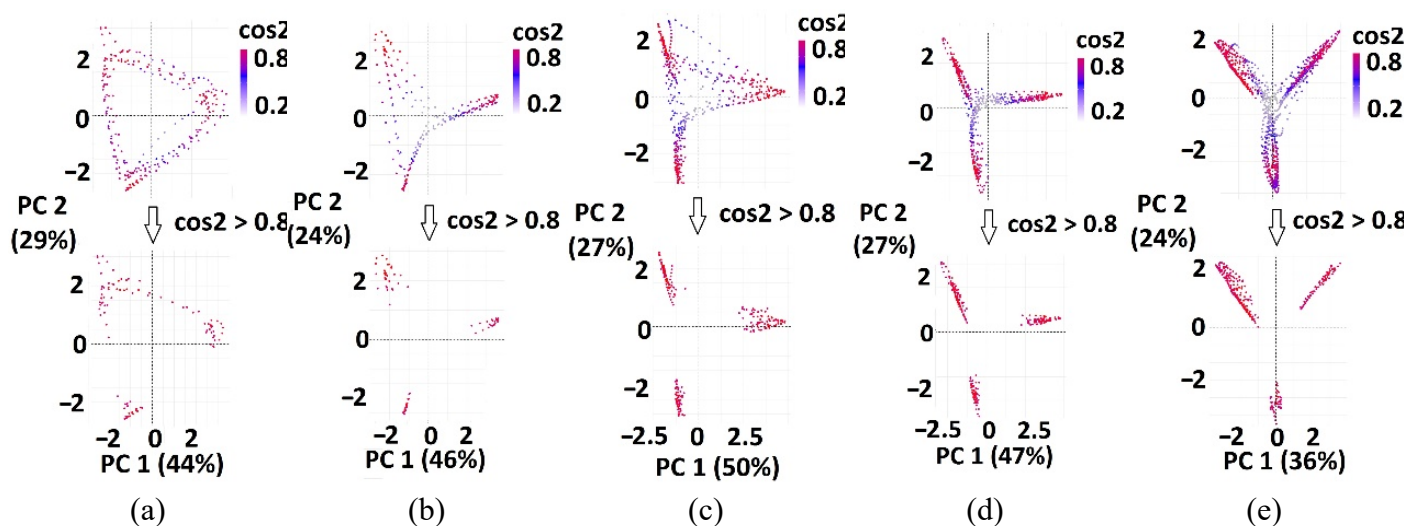 cos2
0.8
0.2
2
0
−2
PC 2
(29%)
cos2 > 0.8
2
0
−2
−2 0 2
PC 1 (44%)
(a)
cos2
0.8
0.2
2
0
−2
PC 2
(24%)
cos2 > 0.8
2
0
−2
−2 0 2
PC 1 (46%)
(b)
cos2
0.8
0.2
2
0
−2
PC 2
(27%)
cos2 > 0.8
2
0
−2
−2.5 0 2.5
PC 1 (50%)
(c)
cos2
0.8
0.2
2
0
−2
PC 2
(27%)
cos2 > 0.8
2
0
−2
−2.5 0 2.5
PC 1 (47%)
(d)
cos2
0.8
0.2
2
0
−2
PC 2
(24%)
cos2 > 0.8
2
0
−2
−2 0 2
PC 1 (36%)
(e)